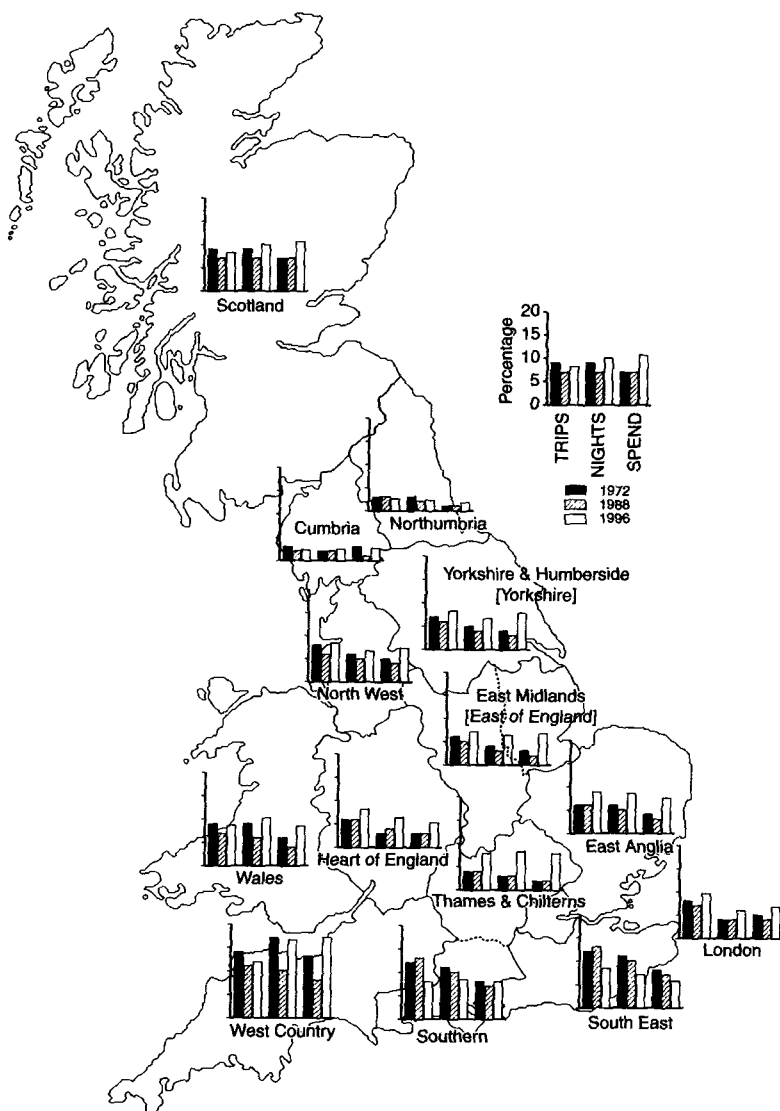 Scotland
20
15
10
5
0
Percentage
TRIPS
NIGHTS
SPEND
1972
1988
1996
Cumbria
Northumbria
Yorkshire & Humberside
[Yorkshire]
North West
East Midlands
[East of England]
Wales
Heart of England
East Anglia
Thames & Chilterns
London
West Country
Southern
South East